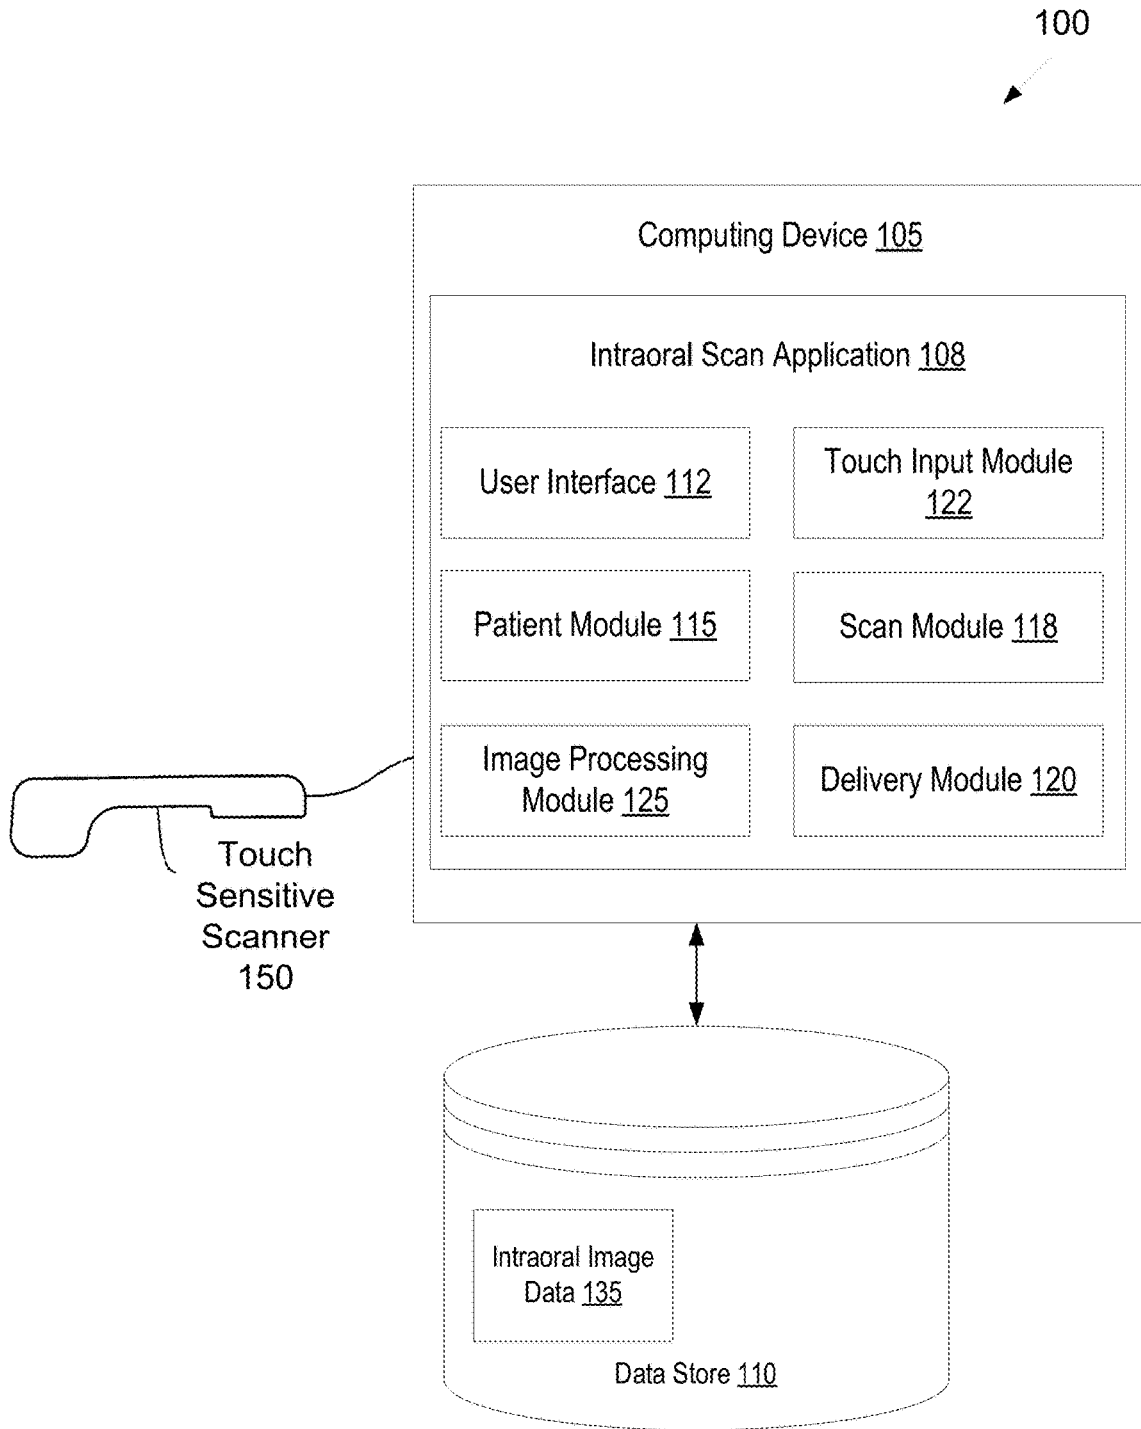 100
Computing Device 105
Intraoral Scan Application 108
User Interface 112
Touch Input Module
122
Patient Module 115
Scan Module 118
Image Processing
Module 125
Delivery Module 120
Touch
Sensitive
Scanner
150
Intraoral Image
Data 135
Data Store 110